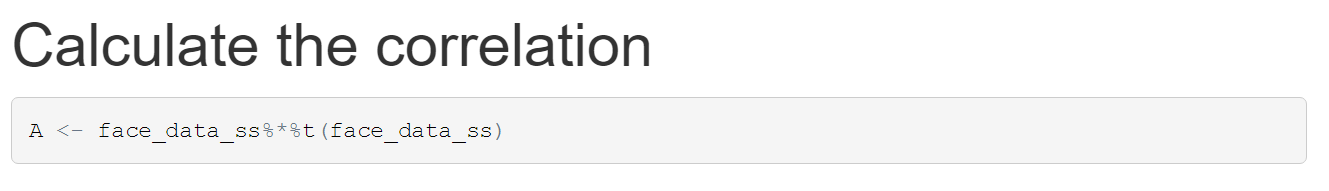 Calculate the correlation
A <- face_data_ss%*%t(face_data_ss)